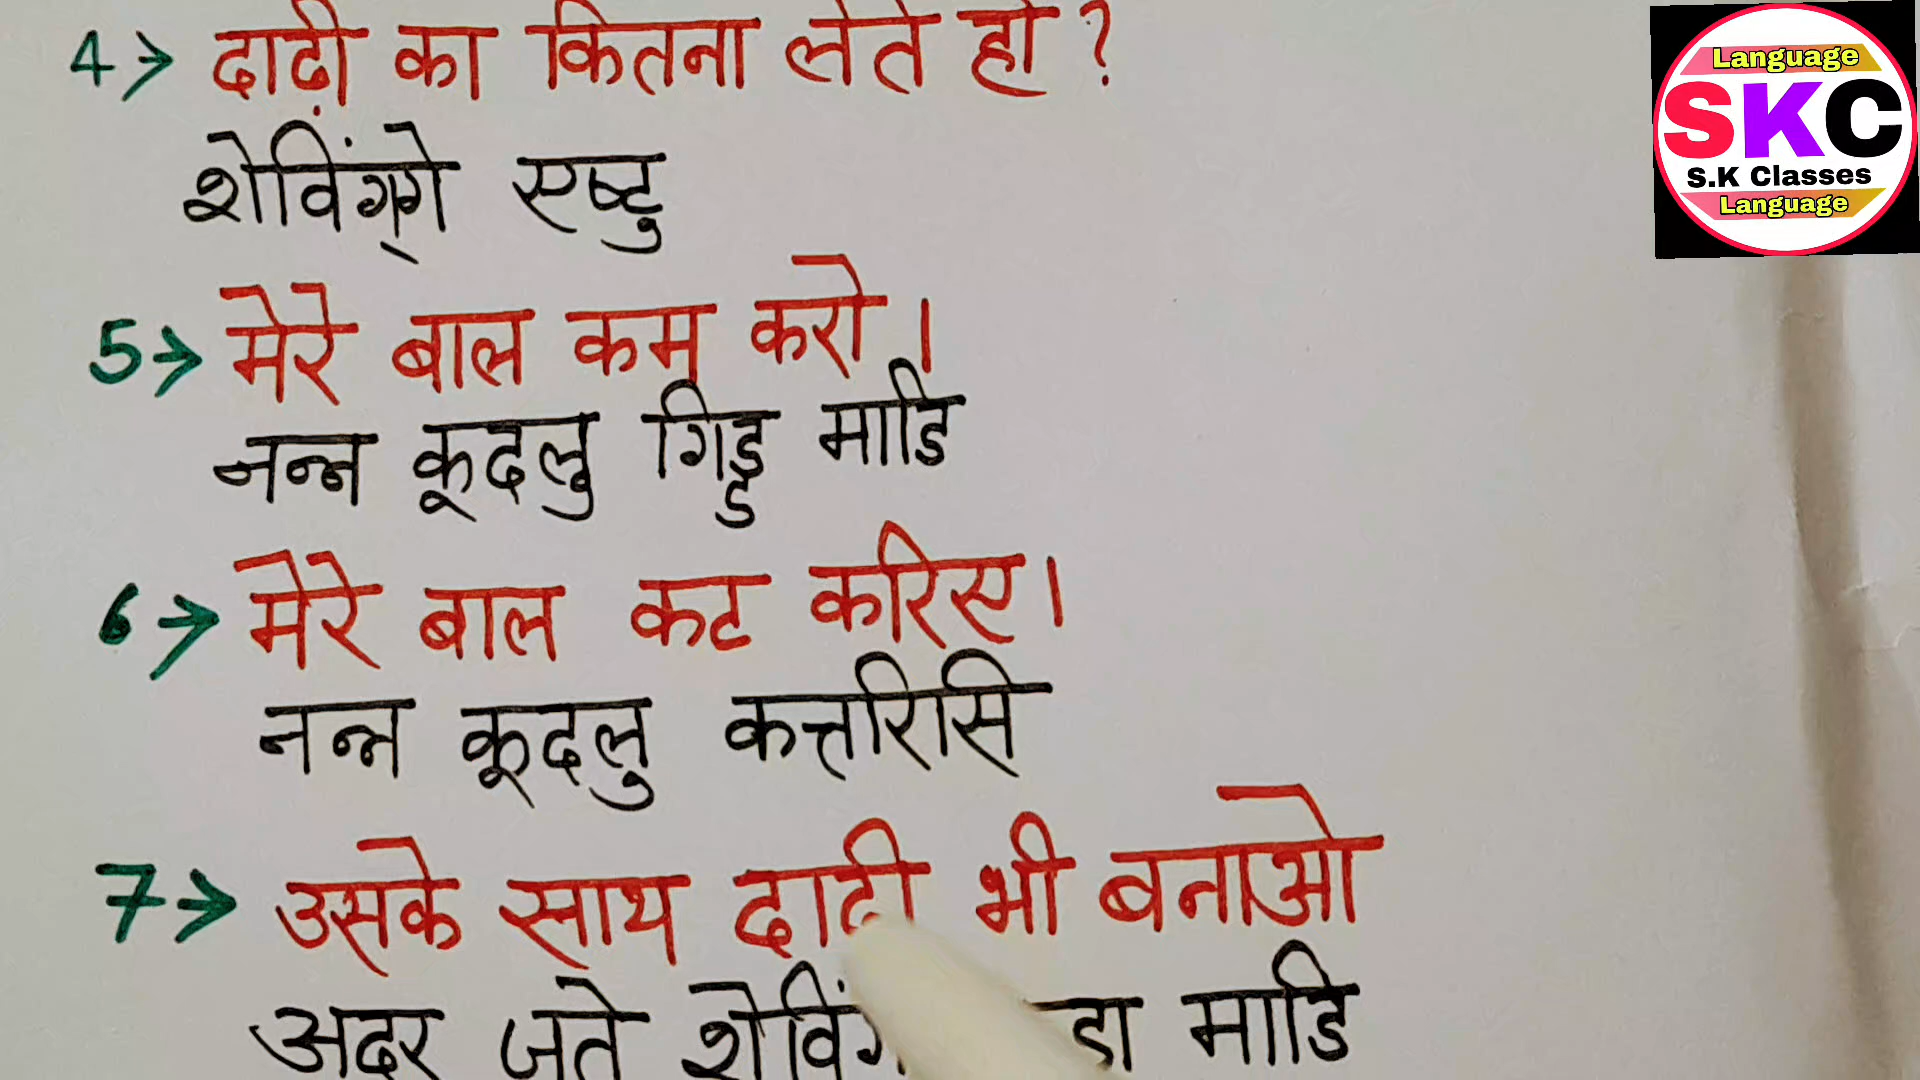 4→ दाढ़ी का कितना लेते हो ?
शेविंग्गे एष्टु
5→ मेरे बाल कम करो ।
नन्न कूदलु गिड्डु माडि
6→ मेरे बाल कट करिए ।
नन्न कूदलु कत्तरिसि
7→ उसके साथ दाढी भी बनाओ
अदर जते माडि
Language
SKC
S.K Classes
Language